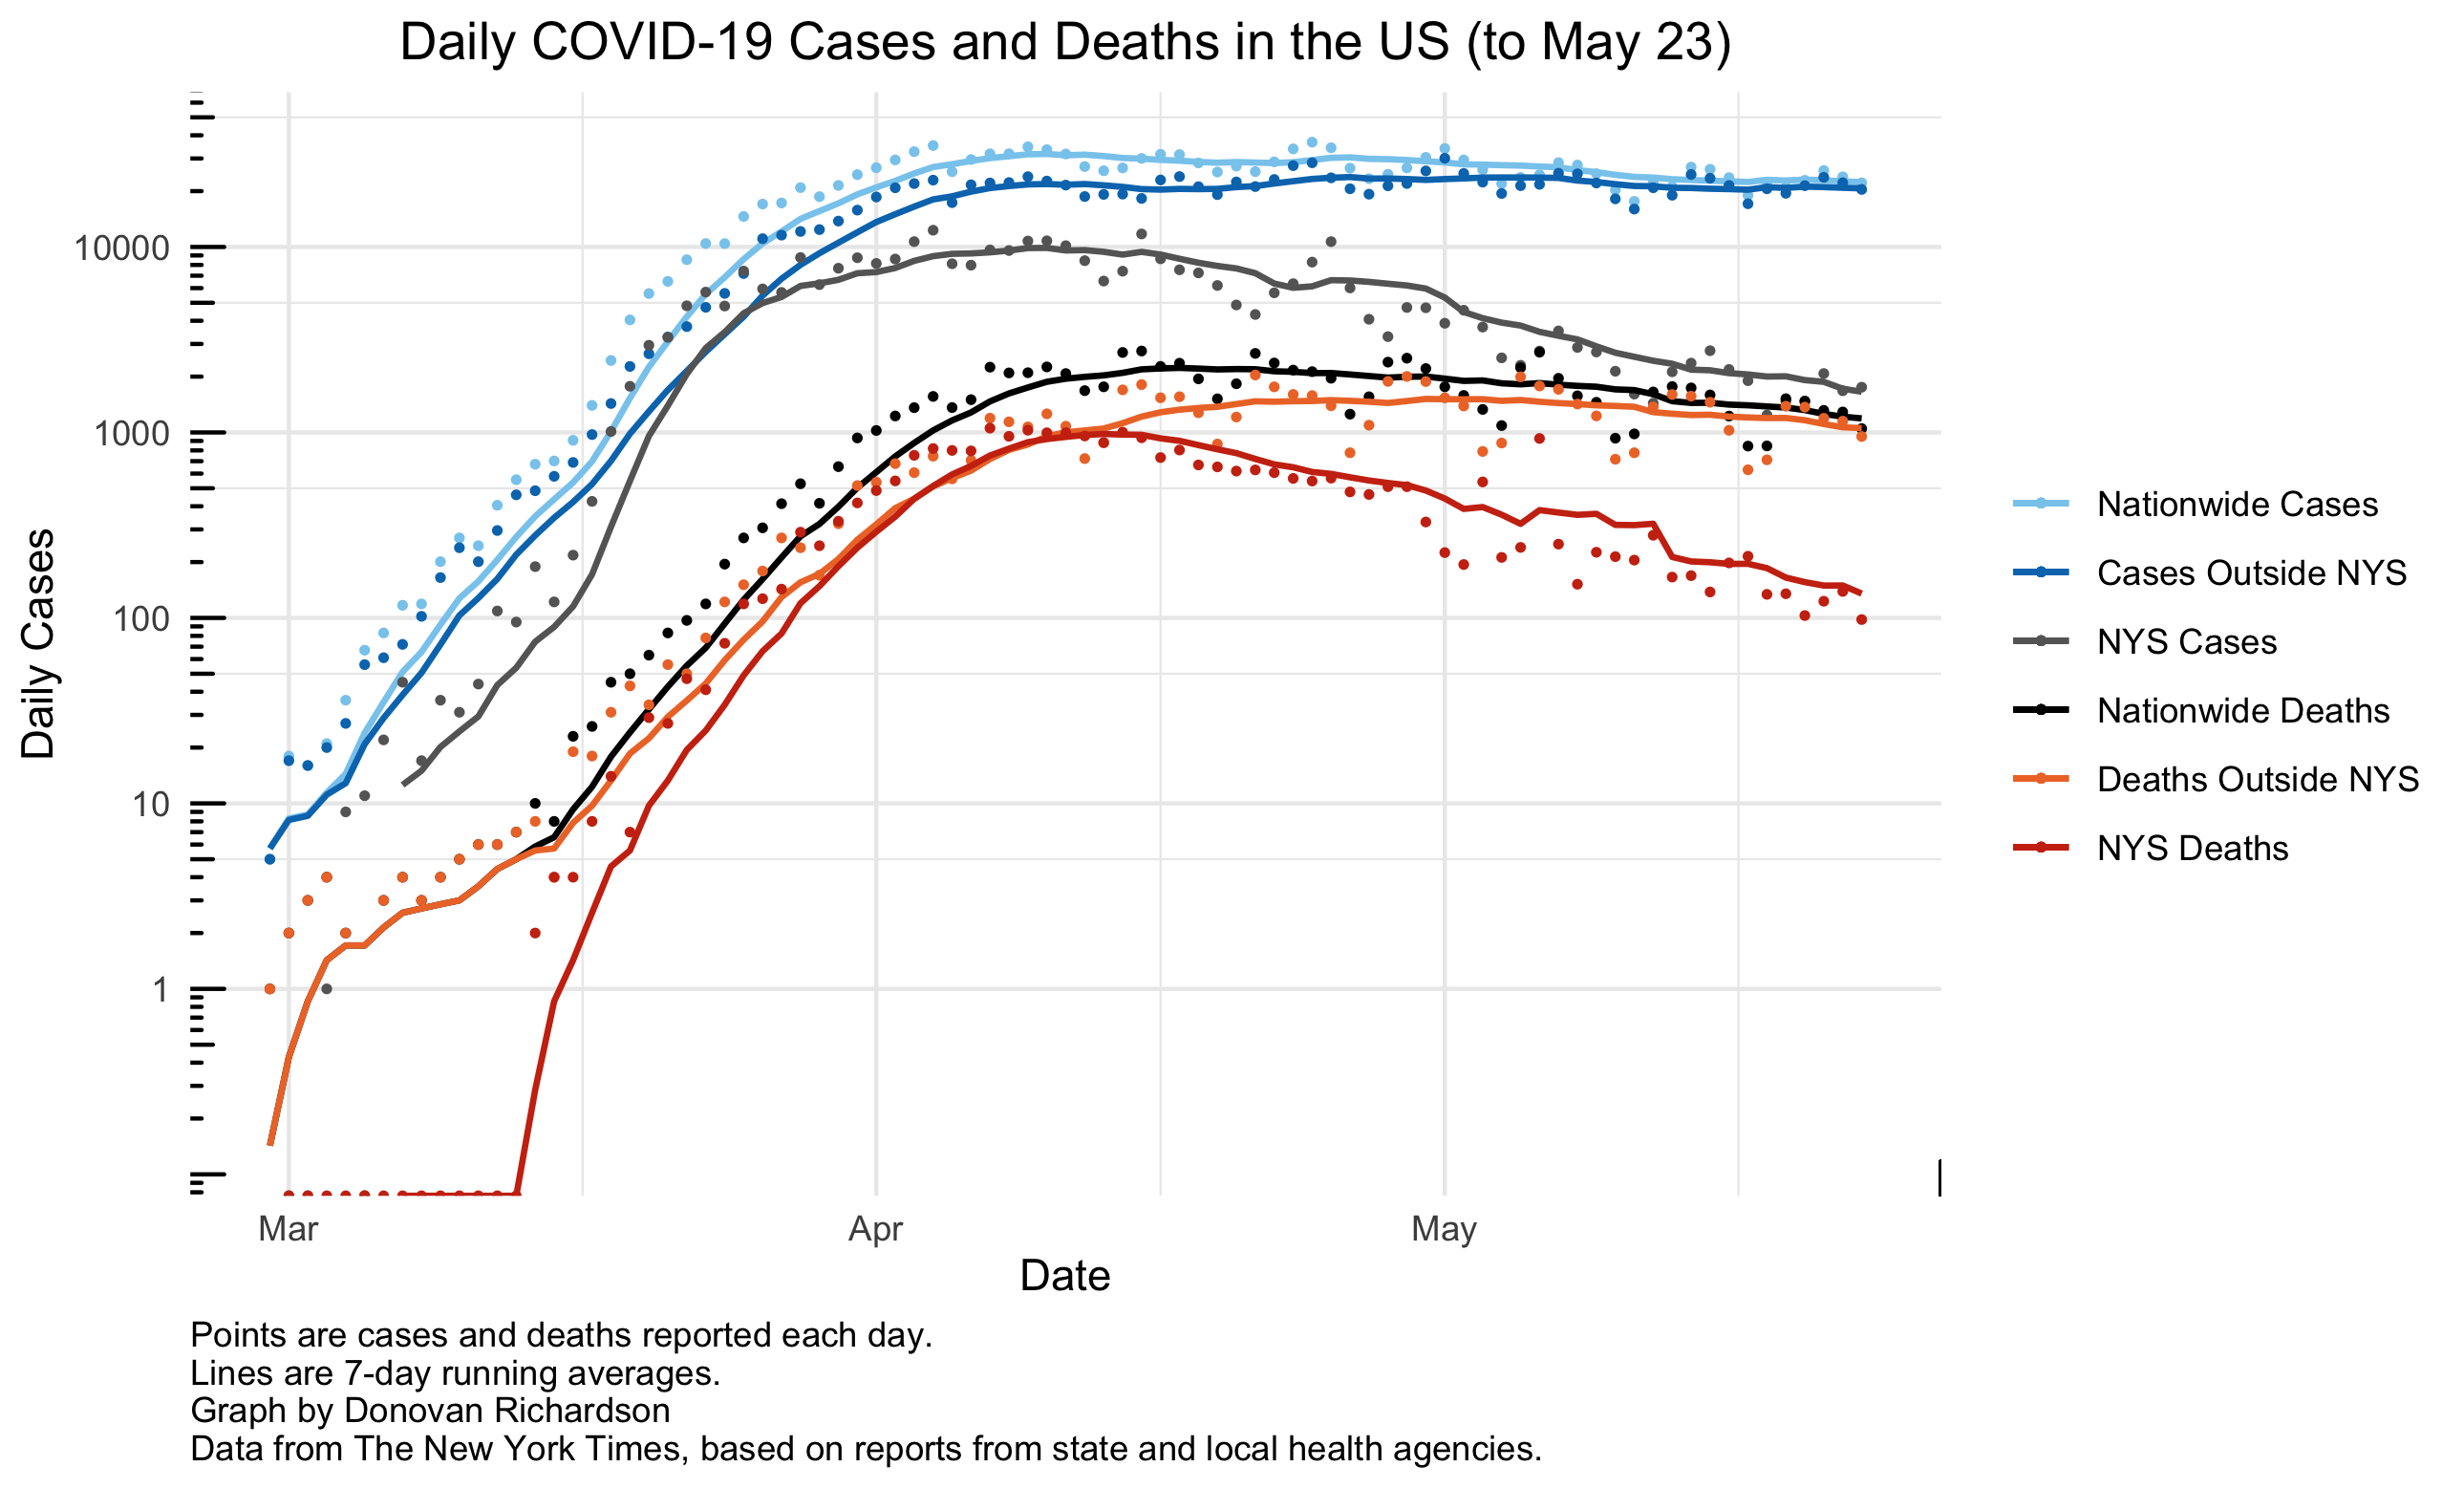 Daily COVID-19 Cases and Deaths in the US (to May 23)
Daily Cases
10000
1000
100
10
1
Mar
Apr
May
Date
Nationwide Cases
Cases Outside NYS
NYS Cases
Nationwide Deaths
Deaths Outside NYS
NYS Deaths
Points are cases and deaths reported each day.
Lines are 7-day running averages.
Graph by Donovan Richardson
Data from The New York Times, based on reports from state and local health agencies.